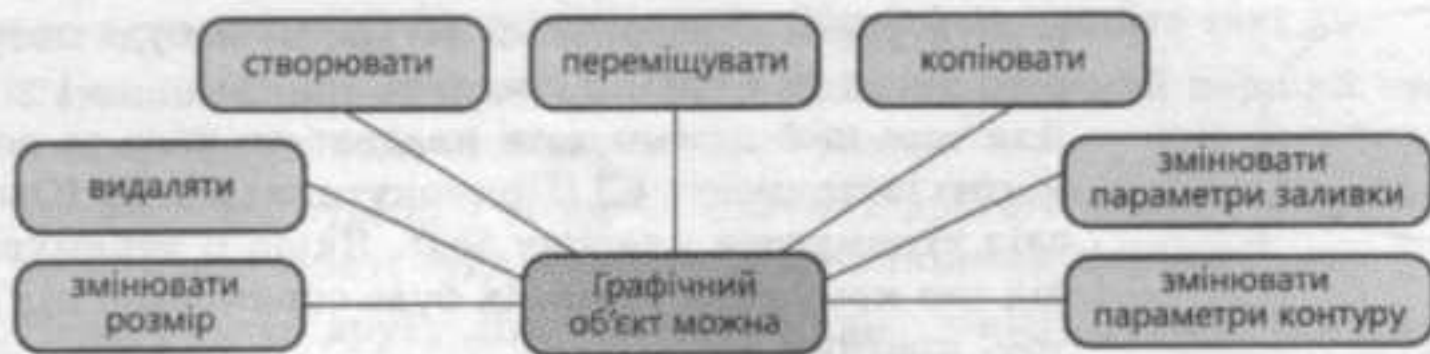 створювати
переміщувати
копіювати
видаляти
змінювати
параметри заливки
змінювати
розмір
Графічний
об'єкт можна
змінювати
параметри контуру